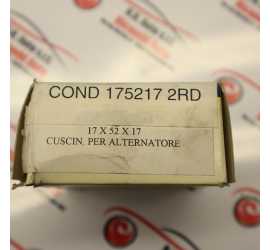 COND 175217 2RD
17 X 52 X 17
CUSCIN. PER ALTERNATORE